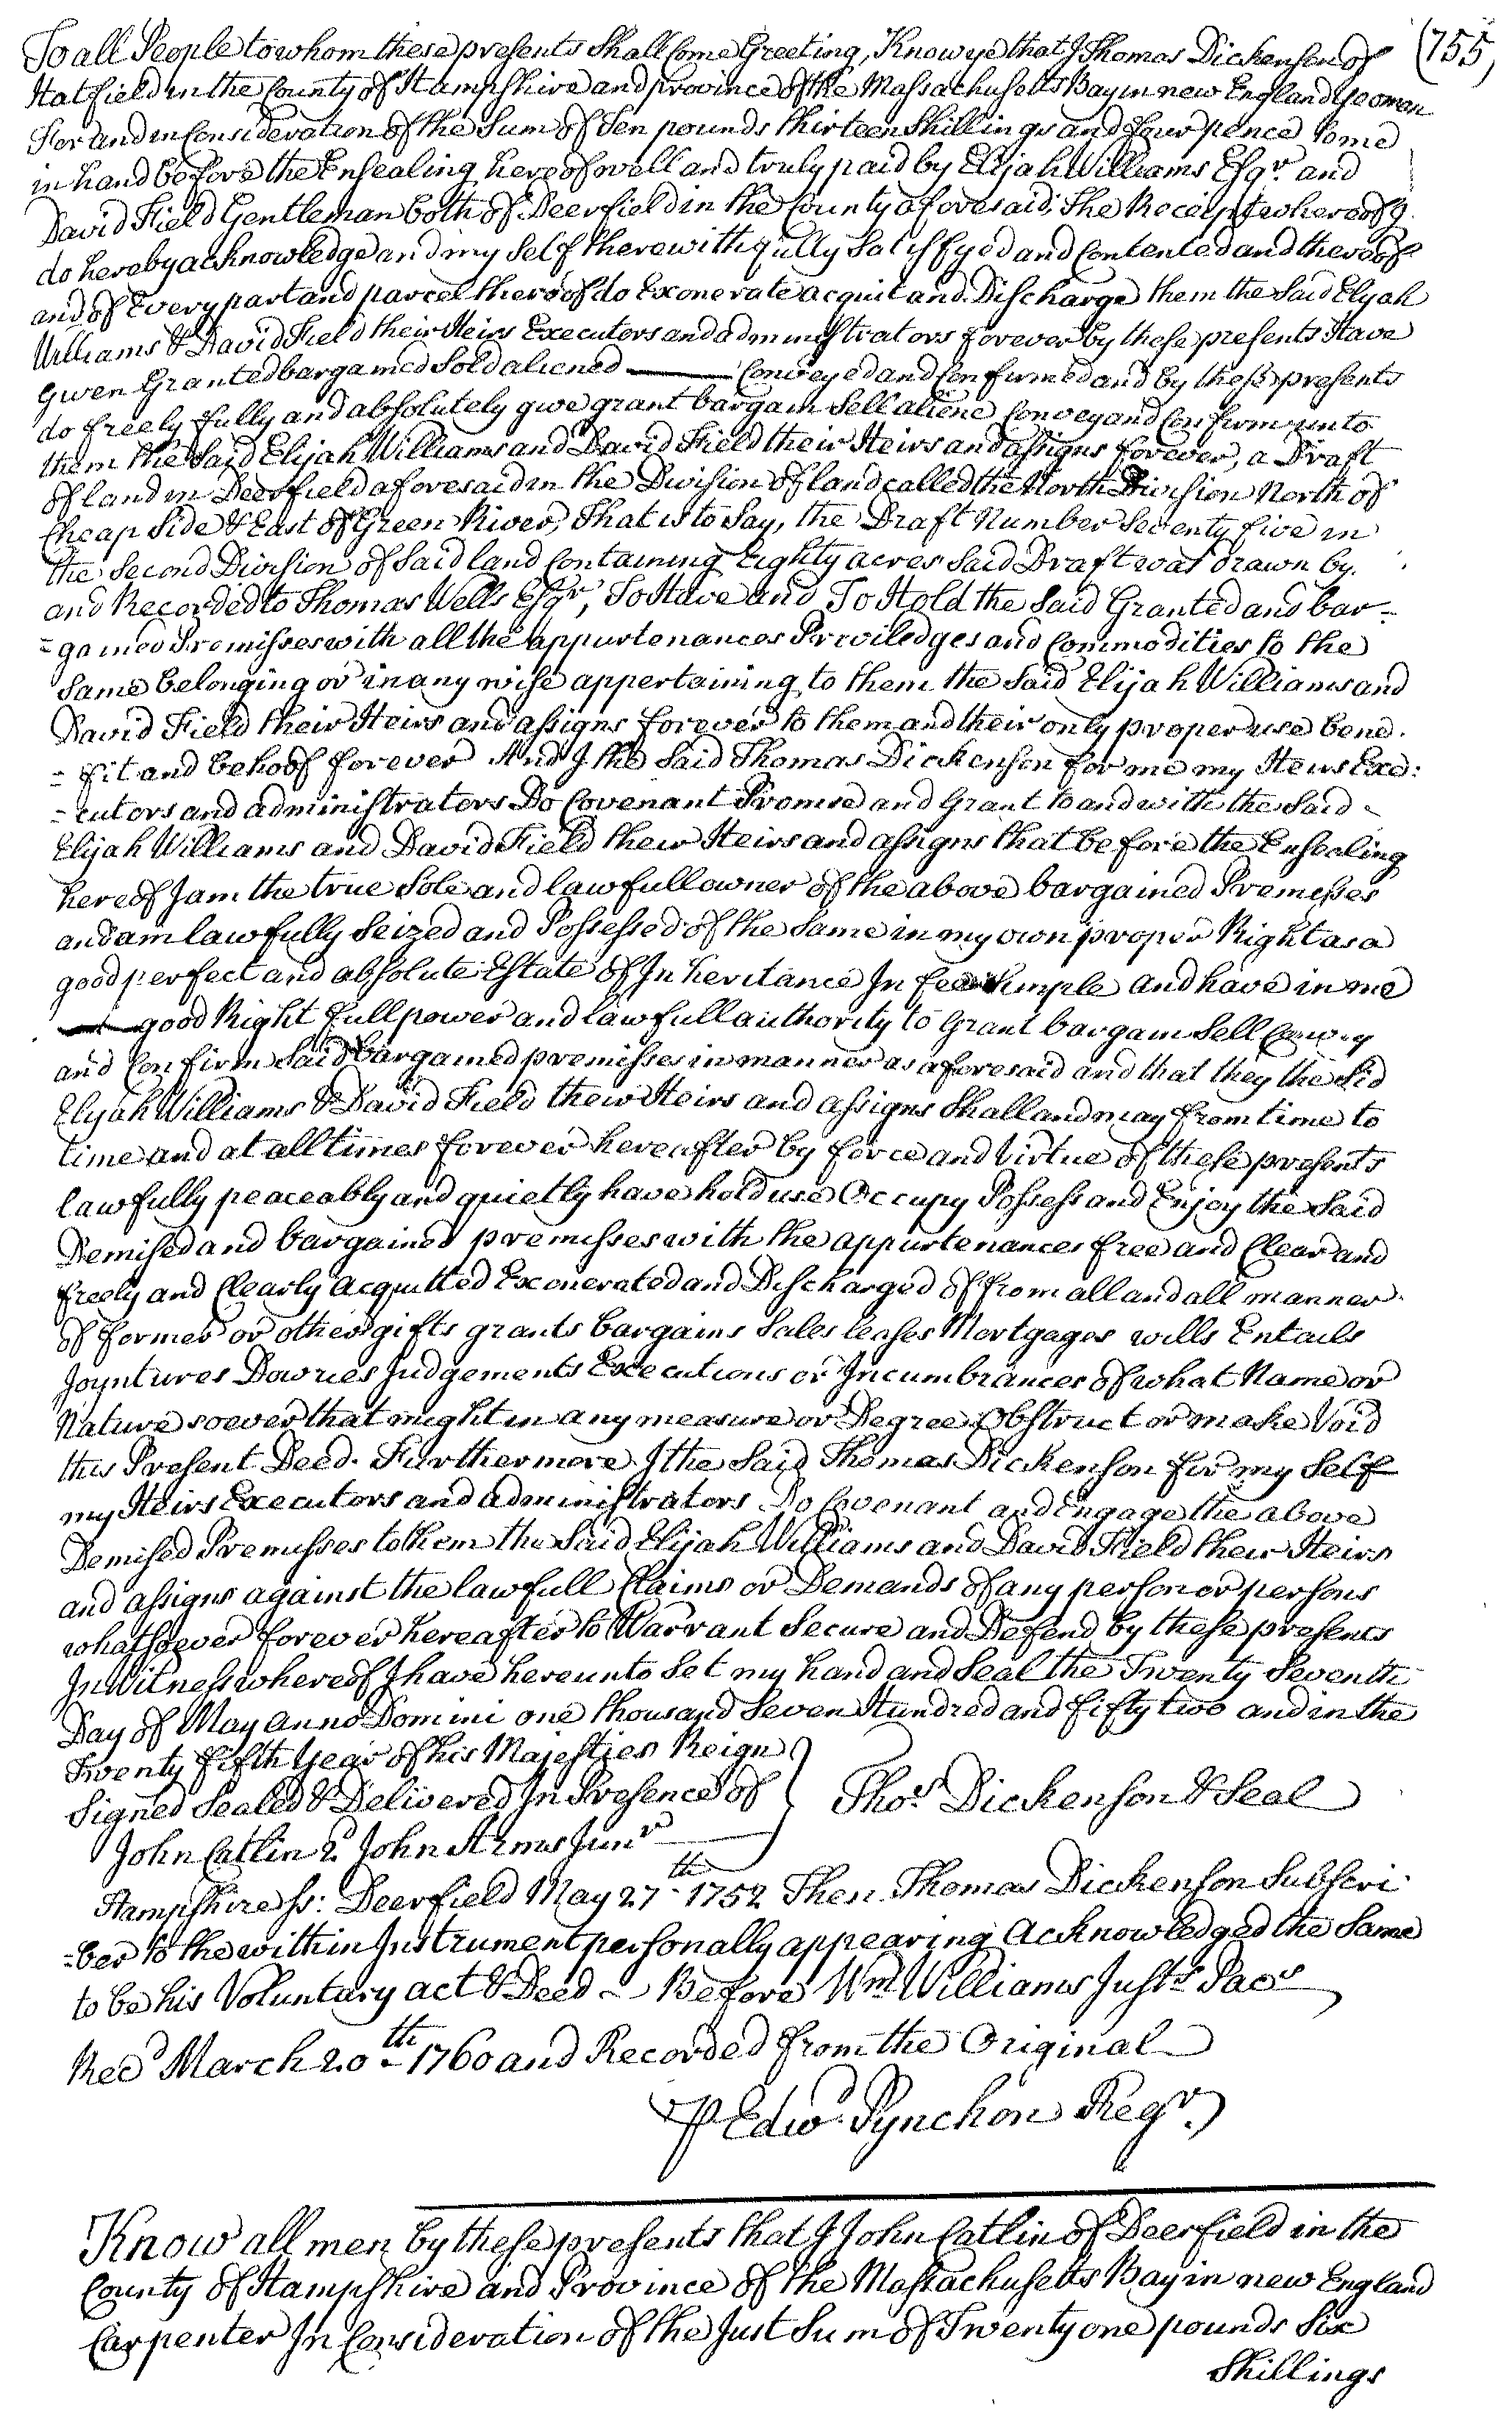 (755)
To all People to whom these presents Shall Come Greeting, Know ye that I Thomas Dickenson of
Hatfield in the County of Hampshire and province of the Massachusetts Bay in new England Yeoman
For and in Consideration of the Sum of Ten pounds thirteen Shillings and four pence to me
in hand before the Ensealing hereof well and truly paid by Elijah Williams Esqr. and
David Field Gentleman both of Deerfield in the County aforesaid, The Receipt whereof I
do hereby acknowledge and my Self therewith fully Satisfyed and Contented and thereof
and of Every part and parcel thereof do Exonerate acquit and Discharge them the Said Elijah
Williams & David Field their Heirs Executors and administrators forever by these presents Have
Given Granted bargained Sold aliened ——— Conveyed and Confirmed and by these presents
do freely fully and absolutely give grant bargain Sell aliene Convey and Confirm unto
them the Said Elijah Williams and David Field their Heirs and assigns forever, a Draft
of land in Deerfield aforesaid in the Division of land called the North Division North of
Cheap Side & East of Green River, That is to Say, the Draft Number Seventy five in
the Second Division of Said land Containing Eighty acres Said Draft was drawn by
and Recorded to Thomas Wells Esqr, To Have and To Hold the Said Granted and bar-
=gained Premisses with all the appurtenances Priviledges and Commodities to the
Same belonging or in any wise appertaining to them the Said Elijah Williams and
David Field their Heirs and assigns forever to them and their only proper use bene
=fit and behoof forever And I the Said Thomas Dickenson for me my Heirs Exe:
=cutors and administrators Do Covenant Promise and Grant to and with the Said
Elijah Williams and David Field their Heirs and assigns that before the Ensealing
hereof I am the true Sole and lawfull owner of the above bargained Premisses
and am lawfully Seized and Possessed of the Same in my own proper Right as a
good perfect and absolute Estate of Inheritance In fee Simple and have in me
good Right full power and lawfull authority to Grant bargain Sell Convey
and Confirm Said bargained premisses in manner as aforesaid and that they the Sid
Elijah Williams & David Field their Heirs and assigns Shall and may from time to
time and at all times forever hereafter by force and Virtue of these presents
lawfully peaceably and quietly have hold use Occupy Possess and Enjoy the Said
Demised and bargained premisses with the appurtenances free and Clear and
freely and Clearly acquitted Exonerated and Discharged of from all and all manner
of former or other gifts grants bargains Sales leases Mortgages wills Entails
Joyntures Dowries Judgements Executions or Incumbrances of what Name or
Nature soever that might in any measure or Degree Obstruct or make Void
this Present Deed. Furthermore I the Said Thomas Dickenson for my Self
my Heirs Executors and administrators Do Covenant and Engage the above
Demised Premisses to them the Said Elijah Williams and David Field their Heirs
and assigns against the lawfull Claims or Demands of any person or persons
whatsoever forever hereafter to Warrant Secure and Defend by these presents
In Witness whereof I have hereunto Set my hand and Seal the Twenty Seventh
Day of May anno Domini one thousand Seven Hundred and fifty two and in the
Twenty fifth Year of his Majesties Reign
Signed Sealed & Delivered In Presence of
Thos. Dickenson & Seal
John Catlin 2d John Arms Junr
Hampshire ss: Deerfield May 27th 1752 Then Thomas Dickenson Subscri
=ber to the within Instrument personally appearing Acknowledged the Same
to be his Voluntary act & Deed — Before Wm Williams Justs Pacs
Recd March 20th 1760 and Recorded from the Original
P Edwd Pynchon Regr.
Know all men by these presents that I John Catlin of Deerfield in the
County of Hampshire and Province of the Massachusetts Bay in new England
Carpenter In Consideration of the Just Sum of Twenty one pounds Six
Shillings